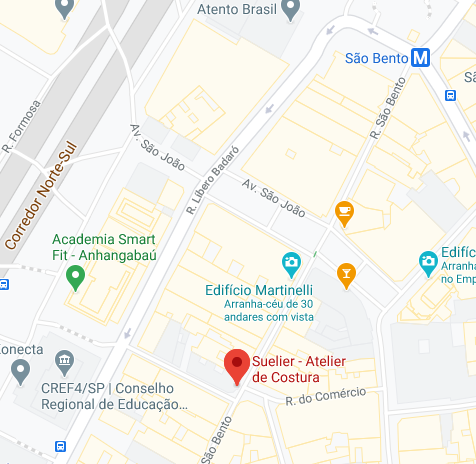 Atento Brasil
São Bento M
R. São Bento
R. Formosa
Av. São João
Corredor Norte-Sul
R. Líbero Badaró
Av. São João
Academia Smart
Fit - Anhangabaú
Edifíc
Arranha
no Emp
Edifício Martinelli
Arranha-céu de 30
andares com vista
Conecta
Suelier - Atelier
de Costura
CREF4/SP | Conselho
Regional de Educação...
R. do Comércio
São Bento